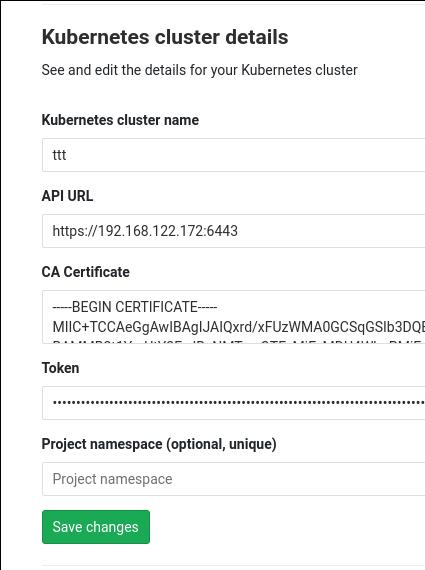 Kubernetes cluster details
See and edit the details for your Kubernetes cluster
Kubernetes cluster name
ttt
API URL
https://192.168.122.172:6443
CA Certificate
-----BEGIN CERTIFICATE-----
MIIC+TCCAeGgAwIBAgIJAIQxrd/xFUzWMA0GCSqGSIb3DQE
Token
Project namespace (optional, unique)
Project namespace
Save changes